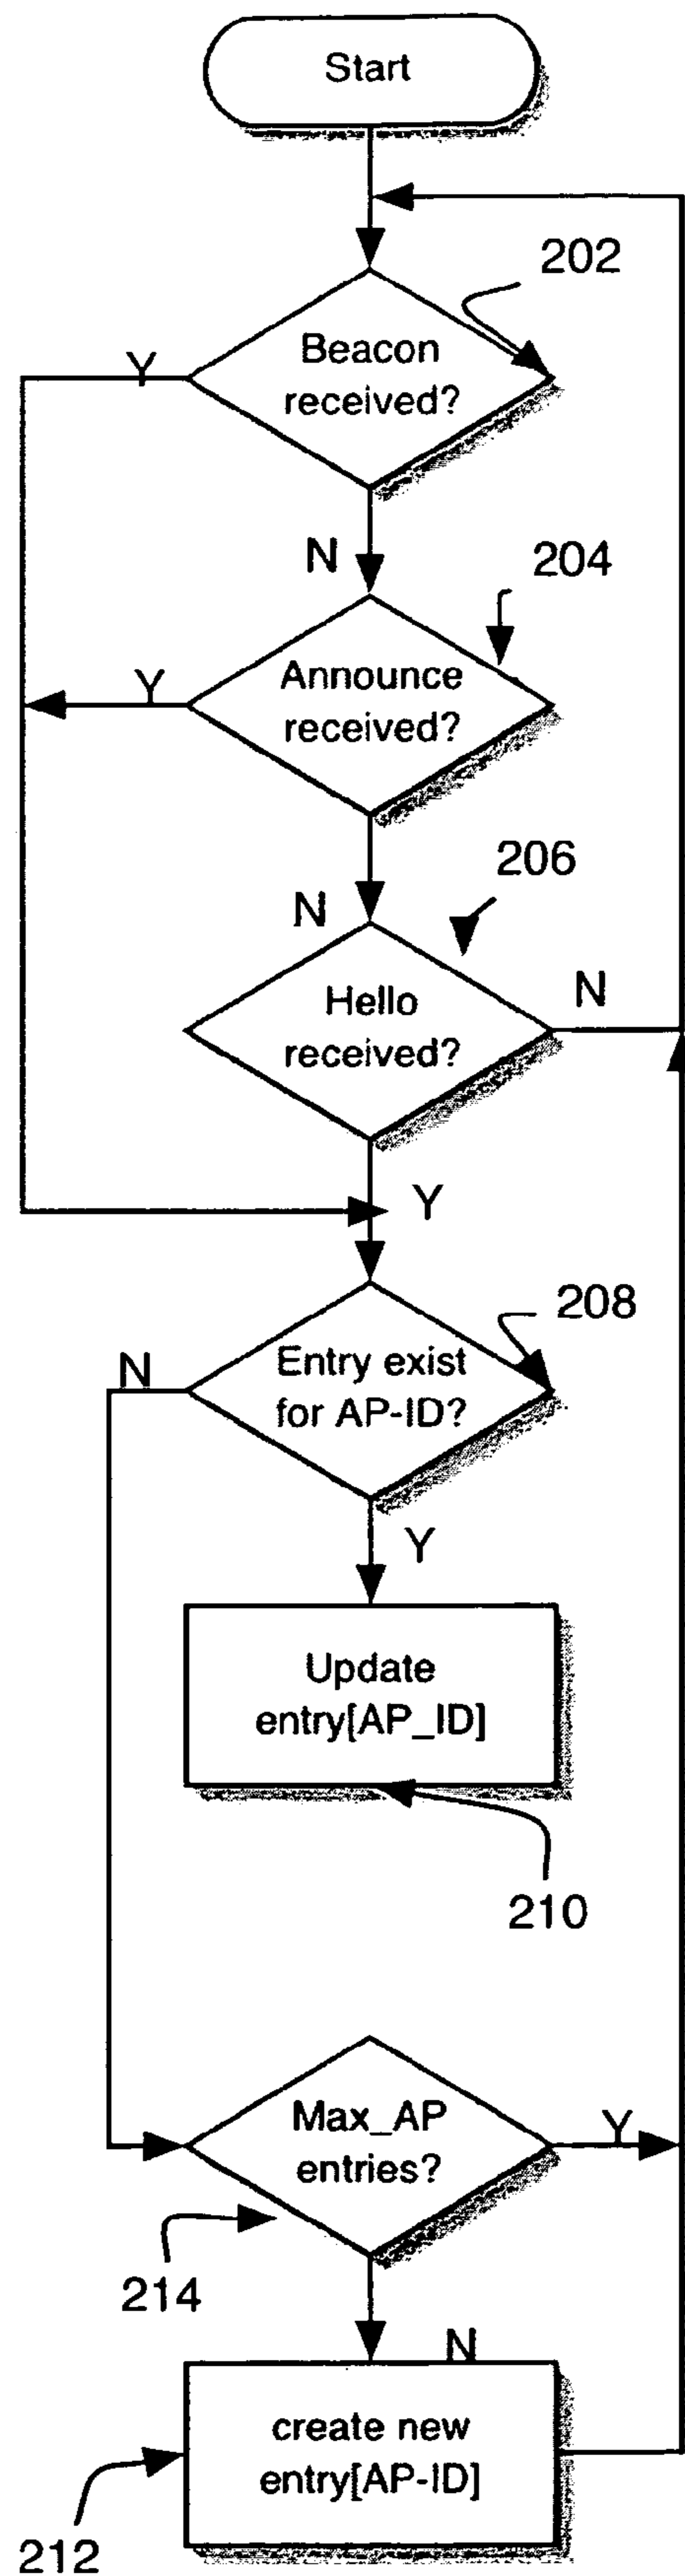 Start
202
Beacon
received?
Y
N
204
Announce
received?
Y
N
206
Hello
received?
N
Y
208
Entry exist
for AP-ID?
N
Y
Update
entry[AP_ID]
210
Max_AP
entries?
Y
214
N
create new
entry[AP-ID]
212